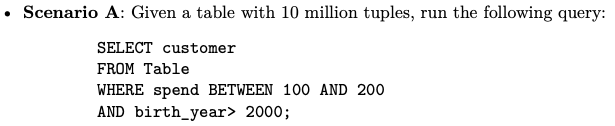 • Scenario A: Given a table with 10 million tuples, run the following query:
SELECT customer
FROM Table
WHERE spend BETWEEN 100 AND 200
AND birth_year> 2000;